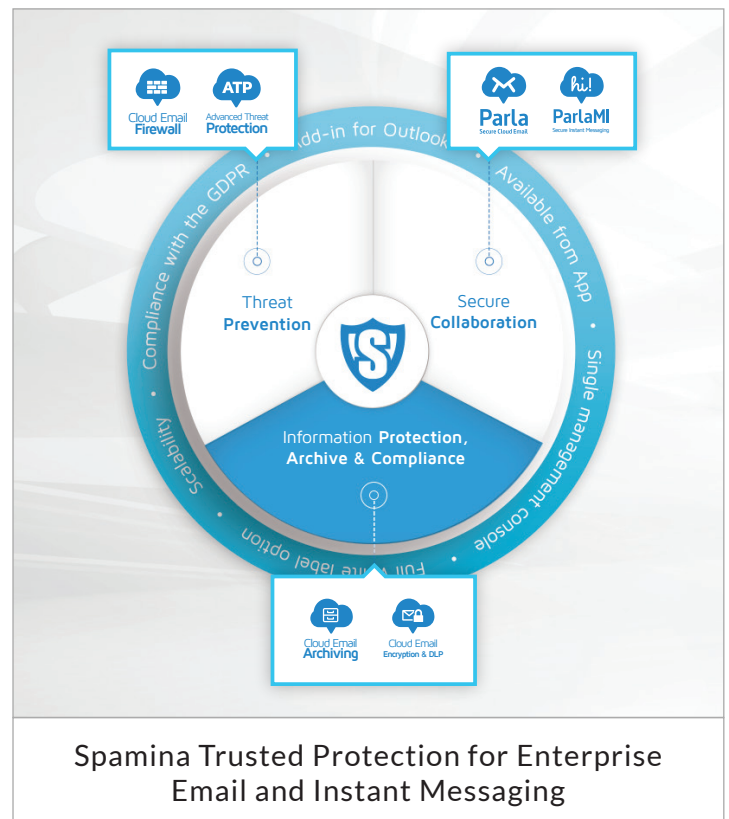 Cloud Email
Firewall
ATP
Advanced Threat
Protection
Parla
Secure Cloud Email
hi!
ParlaMI
Secure Instant Messaging
Add-in for Outlook
• Available from App
• Single management console
• Full White label option
• Scalability
• Compliance with the GDPR
Threat
Prevention
Secure
Collaboration
S
Information Protection,
Archive & Compliance
Cloud Email
Archiving
Cloud Email
Encryption & DLP
Spamina Trusted Protection for Enterprise
Email and Instant Messaging